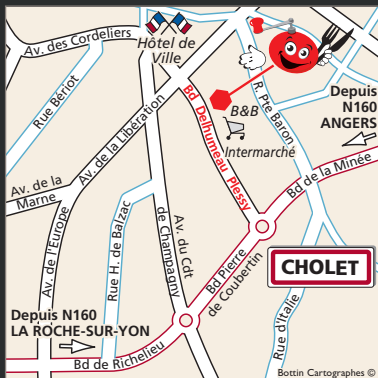 Av. des Cordeliers
Hôtel de
Ville
Rue Bériot
Av. de la Libération
Bd Delhumeau Plessy
B&B
Intermarché
R. Pte Baron
Depuis
N160
ANGERS
Av. de la
Marne
Bd de la Minée
Av. de l'Europe
Rue H. de Balzac
Av. du Cdt
de Champagny
Bd Pierre
de Coubertin
CHOLET
Rue d'Italie
Depuis N160
LA ROCHE-SUR-YON
Bd de Richelieu
Bottin Cartographes ©